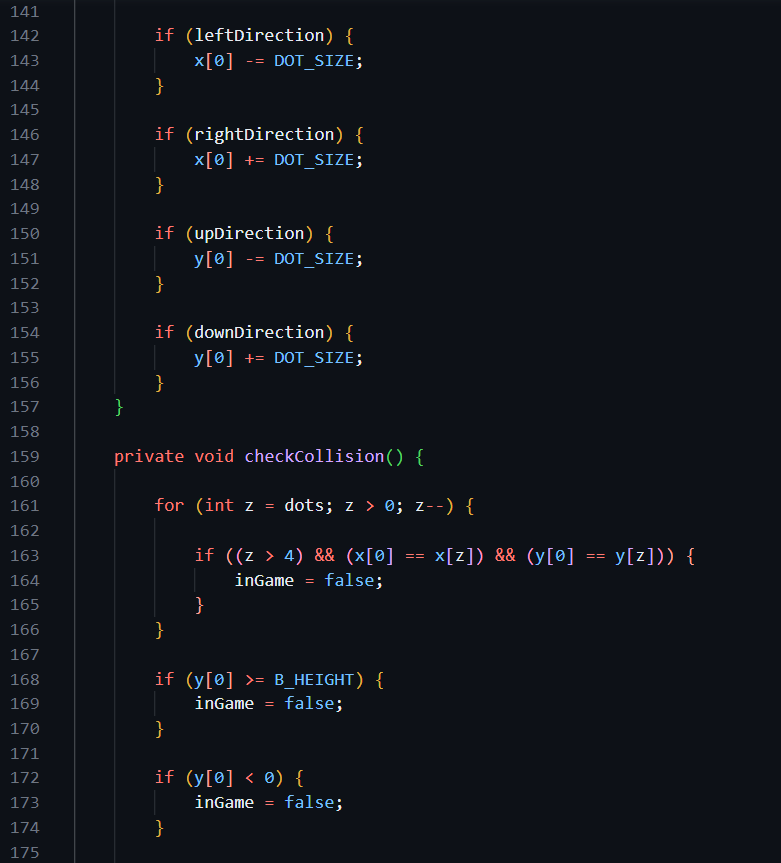 141
142 if (leftDirection) {
143 x[0] -= DOT_SIZE;
144 }
145
146 if (rightDirection) {
147 x[0] += DOT_SIZE;
148 }
149
150 if (upDirection) {
151 y[0] -= DOT_SIZE;
152 }
153
154 if (downDirection) {
155 y[0] += DOT_SIZE;
156 }
157 }
158
159 private void checkCollision() {
160
161 for (int z = dots; z > 0; z--) {
162
163 if ((z > 4) && (x[0] == x[z]) && (y[0] == y[z])) {
164 inGame = false;
165 }
166 }
167
168 if (y[0] >= B_HEIGHT) {
169 inGame = false;
170 }
171
172 if (y[0] < 0) {
173 inGame = false;
174 }
175